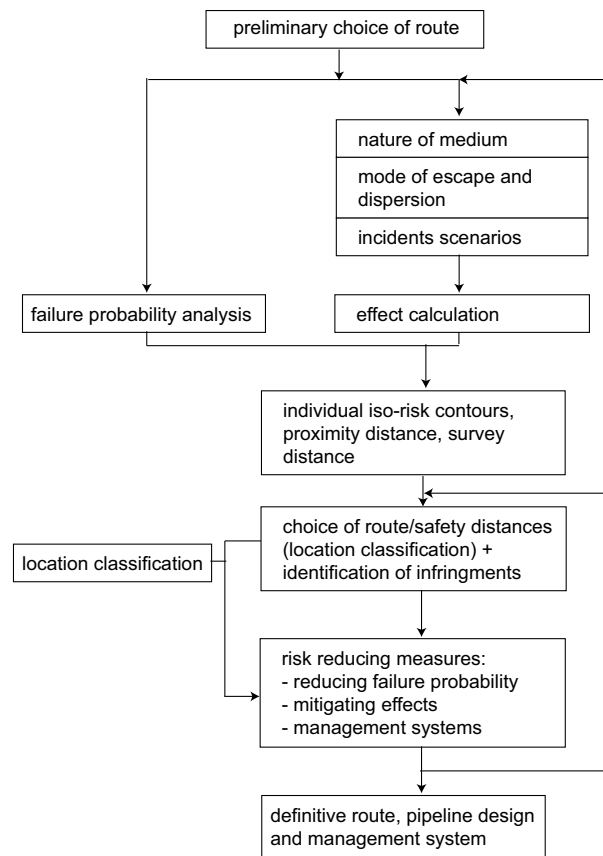 preliminary choice of route
nature of medium
mode of escape and
dispersion
incidents scenarios
failure probability analysis
effect calculation
individual iso-risk contours,
proximity distance, survey
distance
choice of route/safety distances
(location classification) +
identification of infringments
location classification
risk reducing measures:
- reducing failure probability
- mitigating effects
- management systems
definitive route, pipeline design
and management system